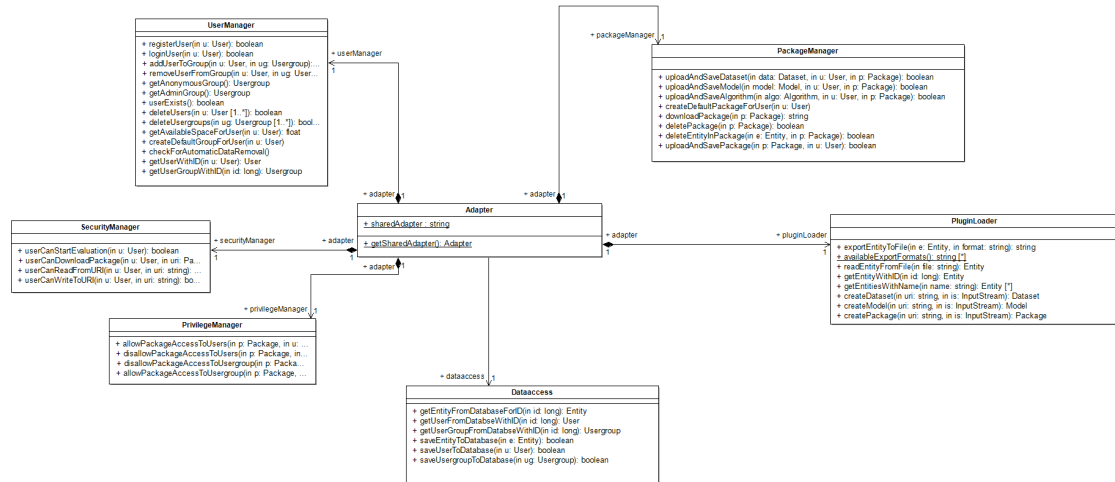 UserManager
+ registerUser(in u: User): boolean
+ loginUser(in u: User): boolean
+ addUserToGroup(in u: User, in ug: Usergroup):...
+ removeUserFromGroup(in u: User, in ug: User...
+ getAnonymousGroup(): Usergroup
+ getAdminGroup(): Usergroup
+ userExists(): boolean
+ deleteUsers(in u: User [1..*]): boolean
+ deleteUsergroups(in ug: Usergroup [1..*]): bool...
+ getAvailableSpaceForUser(in u: User): float
+ createDefaultGroupForUser(in u: User)
+ checkForAutomaticDataRemoval()
+ getUserWithID(in u: User): User
+ getUserGroupWithID(in id: long): Usergroup
+ userManager
1
+ adapter
1
+ packageManager
1
+ adapter
1
PackageManager
+ uploadAndSaveDataset(in data: Dataset, in u: User, in p: Package): boolean
+ uploadAndSaveModel(in model: Model, in u: User, in p: Package): boolean
+ uploadAndSaveAlgorithm(in algo: Algorithm, in u: User, in p: Package): boolean
+ createDefaultPackageForUser(in u: User)
+ downloadPackage(in p: Package): string
+ deletePackage(in p: Package): boolean
+ deleteEntityInPackage(in e: Entity, in p: Package): boolean
+ uploadAndSavePackage(in p: Package, in u: User): boolean
Adapter
+ sharedAdapter : string
+ getSharedAdapter(): Adapter
SecurityManager
+ userCanStartEvaluation(in u: User): boolean
+ userCanDownloadPackage(in u: User, in uri: Pa...
+ userCanReadFromURI(in u: User, in uri: string): ...
+ userCanWriteToURI(in u: User, in uri: string): bo...
+ securityManager
1
+ adapter
1
+ adapter
1
+ pluginLoader
1
PluginLoader
+ exportEntityToFile(in e: Entity, in format: string): string
+ availableExportFormats(): string [*]
+ readEntityFromFile(in file: string): Entity
+ getEntityWithID(in id: long): Entity
+ getEntitiesWithName(in name: string): Entity [*]
+ createDataset(in uri: string, in is: InputStream): Dataset
+ createModel(in uri: string, in is: InputStream): Model
+ createPackage(in uri: string, in is: InputStream): Package
+ adapter
1
+ privilegeManager
1
PrivilegeManager
+ allowPackageAccessToUsers(in p: Package, in u: ...
+ disallowPackageAccessToUsers(in p: Package, in...
+ disallowPackageAccessToUsergroup(in p: Packa...
+ allowPackageAccessToUsergroup(in p: Package, ...
+ dataaccess
1
Dataaccess
+ getEntityFromDatabaseForID(in id: long): Entity
+ getUserFromDatabseWithID(in id: long): User
+ getUserGroupFromDatabseWithID(in id: long): Usergroup
+ saveEntityToDatabase(in e: Entity): boolean
+ saveUserToDatabase(in u: User): boolean
+ saveUsergroupToDatabase(in ug: Usergroup): boolean